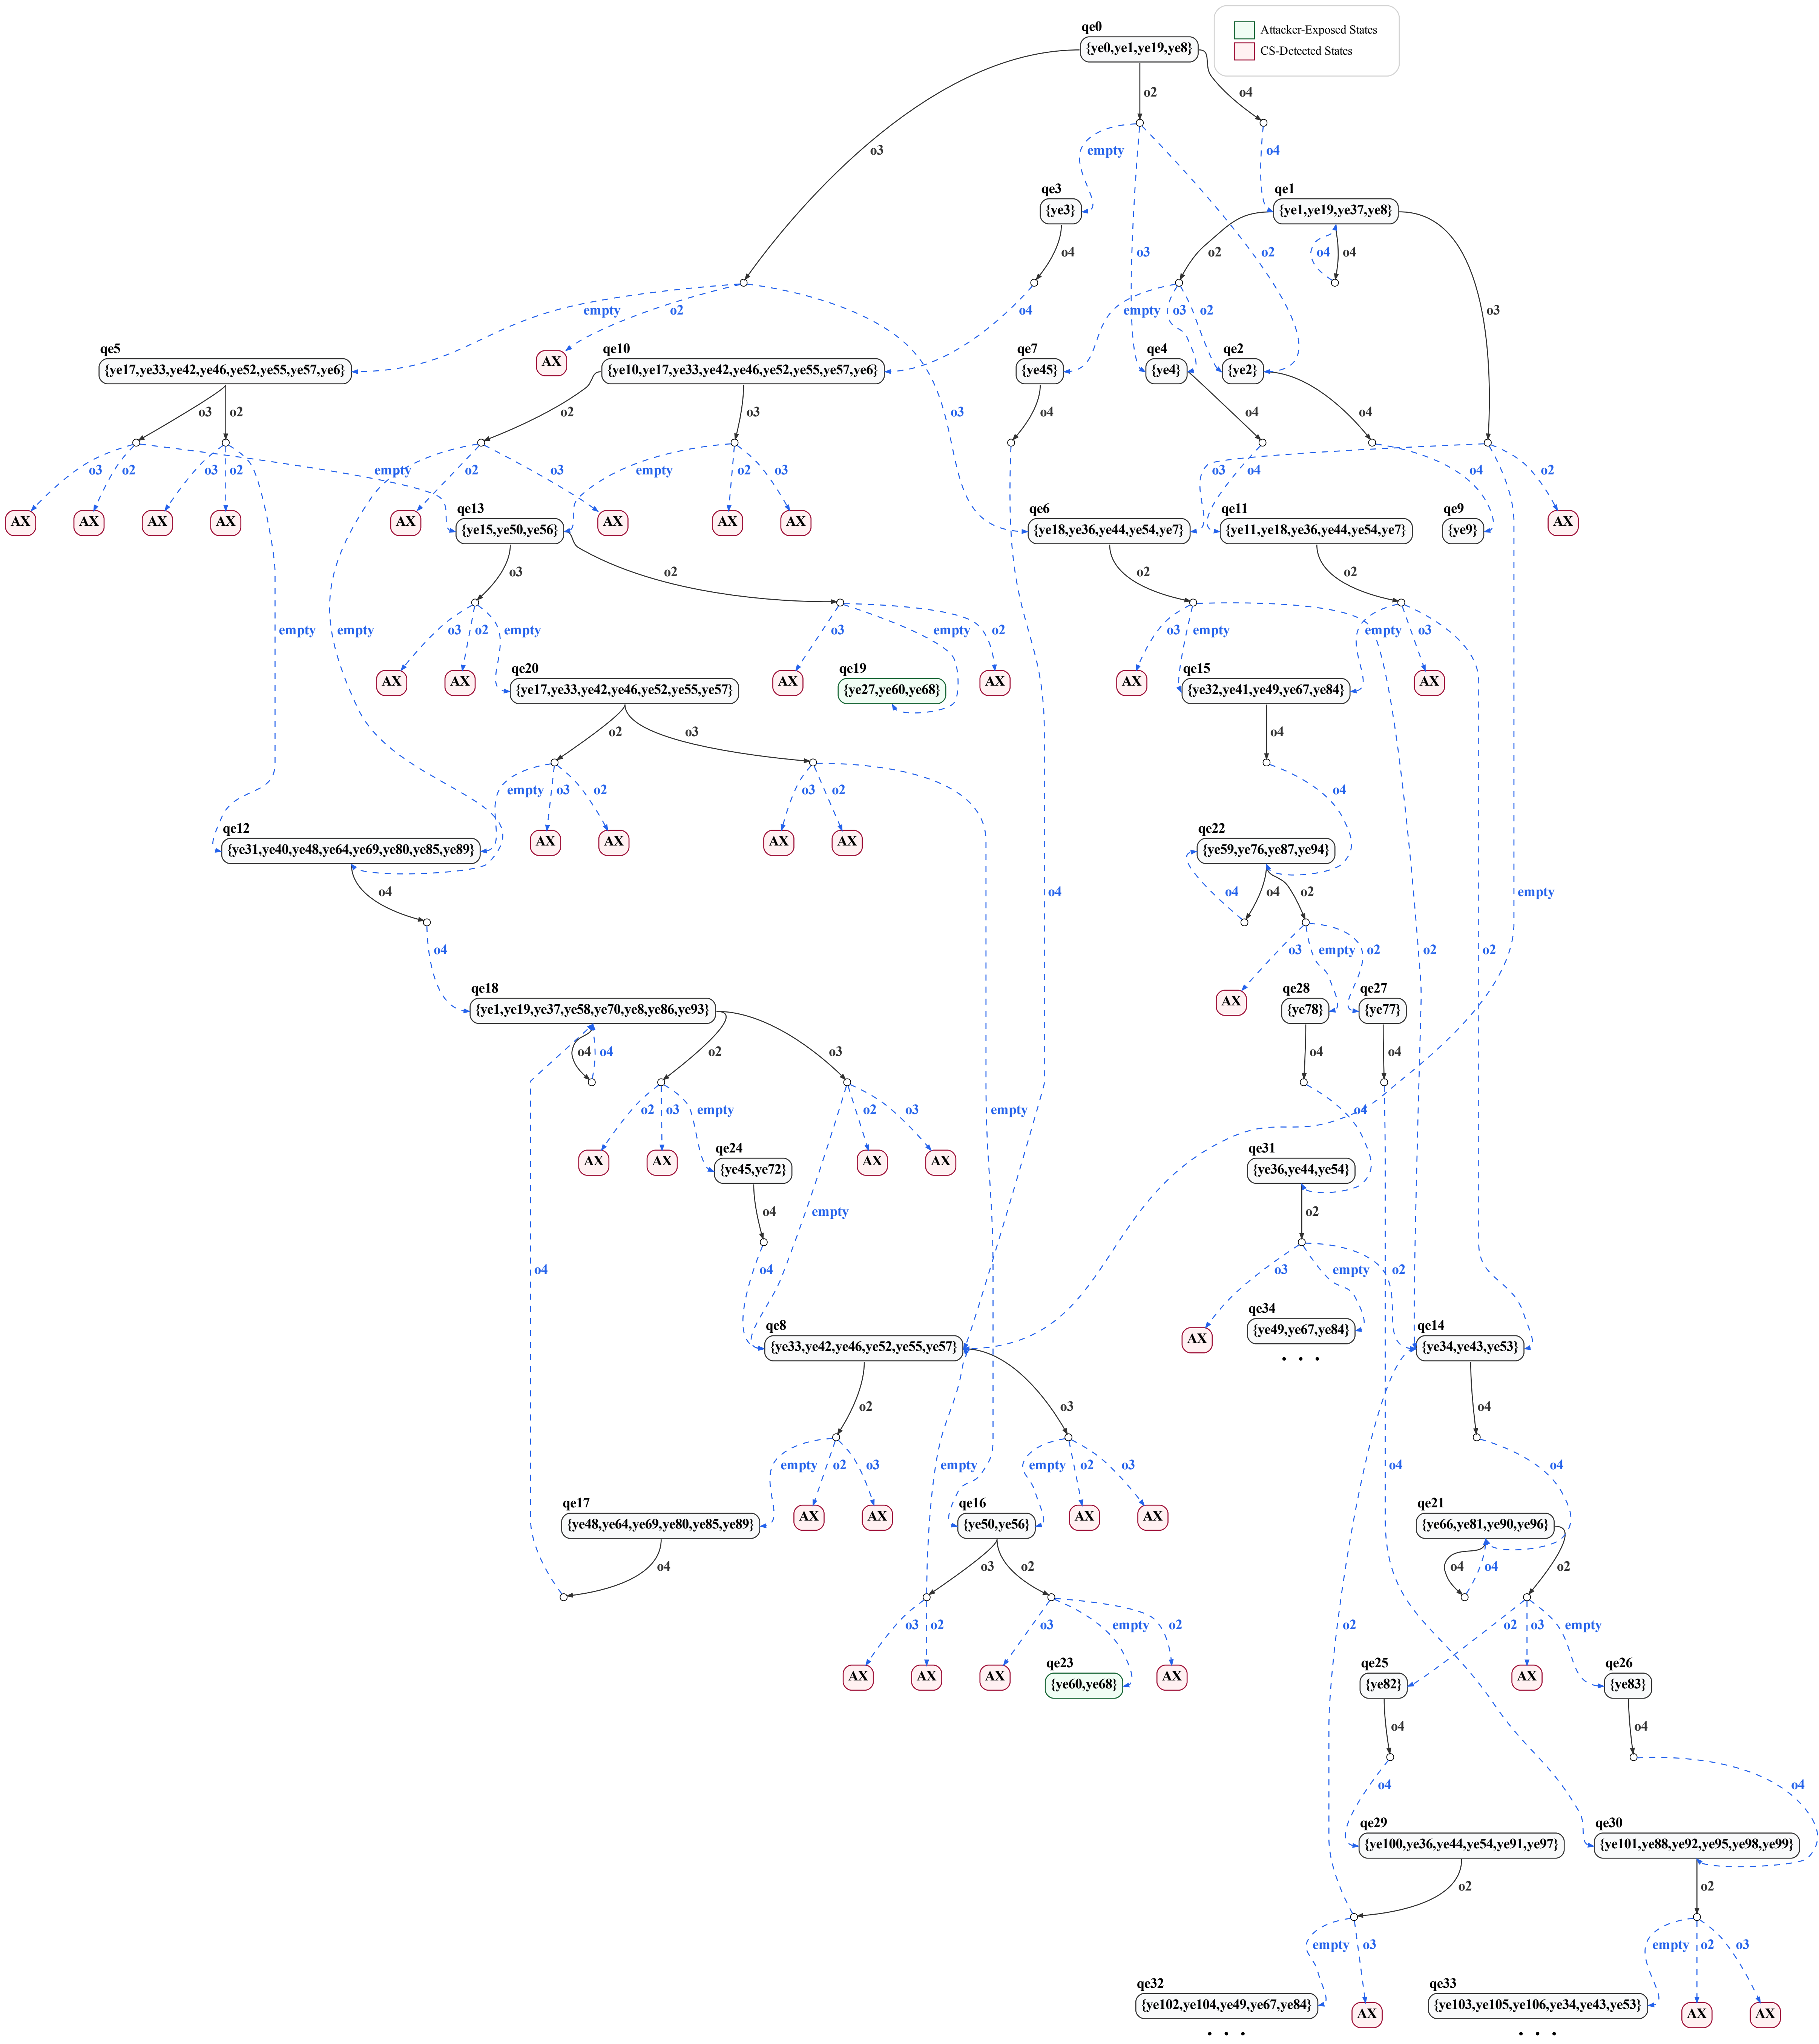 qe0
{ye0,ye1,ye19,ye8}
Attacker-Exposed States
CS-Detected States
o2
o4
o3
empty
o4
qe3
{ye3}
qe1
{ye1,ye19,ye37,ye8}
o4
o3
o2
o2
o4
o4
o3
empty
o2
o4
empty
o3
o2
qe5
{ye17,ye33,ye42,ye46,ye52,ye55,ye57,ye6}
AX
qe10
{ye10,ye17,ye33,ye42,ye46,ye52,ye55,ye57,ye6}
qe7
{ye45}
qe4
{ye4}
qe2
{ye2}
o3
o2
o2
o3
o3
o4
o4
o4
o3
o2
o3
o2
empty
o2
o3
empty
o2
o3
o3
o4
o4
o2
AX
AX
AX
AX
AX
qe13
{ye15,ye50,ye56}
AX
AX
AX
qe6
{ye18,ye36,ye44,ye54,ye7}
qe11
{ye11,ye18,ye36,ye44,ye54,ye7}
qe9
{ye9}
AX
o3
o2
o2
o2
empty
empty
o3
o2
empty
o3
empty
o2
o3
empty
empty
o3
AX
AX
qe20
{ye17,ye33,ye42,ye46,ye52,ye55,ye57}
AX
qe19
{ye27,ye60,ye68}
AX
AX
qe15
{ye32,ye41,ye49,ye67,ye84}
AX
o2
o3
o4
empty
o3
o2
o3
o2
o4
qe12
{ye31,ye40,ye48,ye64,ye69,ye80,ye85,ye89}
AX
AX
AX
AX
qe22
{ye59,ye76,ye87,ye94}
o4
o4
o4
o4
o2
empty
o4
o3
empty
o2
o2
o2
qe18
{ye1,ye19,ye37,ye58,ye70,ye8,ye86,ye93}
AX
qe28
{ye78}
qe27
{ye77}
o4
o4
o2
o3
o4
o4
o2
o3
empty
o2
o3
empty
o4
AX
AX
qe24
{ye45,ye72}
AX
AX
qe31
{ye36,ye44,ye54}
o4
empty
o2
o4
o4
o3
empty
o2
qe8
{ye33,ye42,ye46,ye52,ye55,ye57}
AX
qe34
{ye49,ye67,ye84}
. . .
qe14
{ye34,ye43,ye53}
o2
o3
o4
empty
o2
o3
empty
empty
o2
o3
o4
o4
qe17
{ye48,ye64,ye69,ye80,ye85,ye89}
AX
AX
qe16
{ye50,ye56}
AX
AX
qe21
{ye66,ye81,ye90,ye96}
o4
o3
o2
o4
o4
o2
o3
o2
o3
empty
o2
o2
o2
o3
empty
AX
AX
AX
qe23
{ye60,ye68}
AX
qe25
{ye82}
AX
qe26
{ye83}
o4
o4
o4
o4
qe29
{ye100,ye36,ye44,ye54,ye91,ye97}
qe30
{ye101,ye88,ye92,ye95,ye98,ye99}
o2
o2
empty
o3
empty
o2
o3
qe32
{ye102,ye104,ye49,ye67,ye84}
. . .
AX
qe33
{ye103,ye105,ye106,ye34,ye43,ye53}
. . .
AX
AX